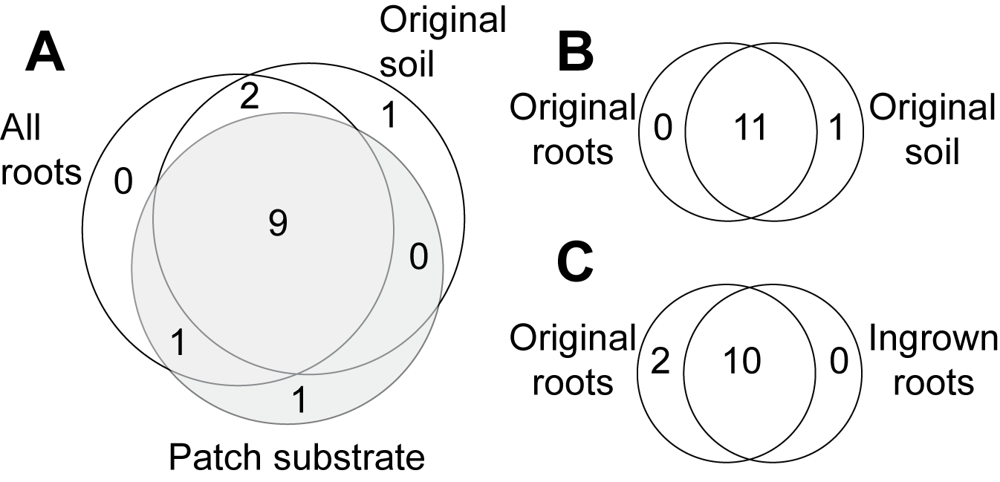 A
Original
soil
All
roots
2
1
0
9
0
1
1
Patch substrate
B
Original
roots
0
11
1
Original
soil
C
Original
roots
2
10
0
Ingrown
roots